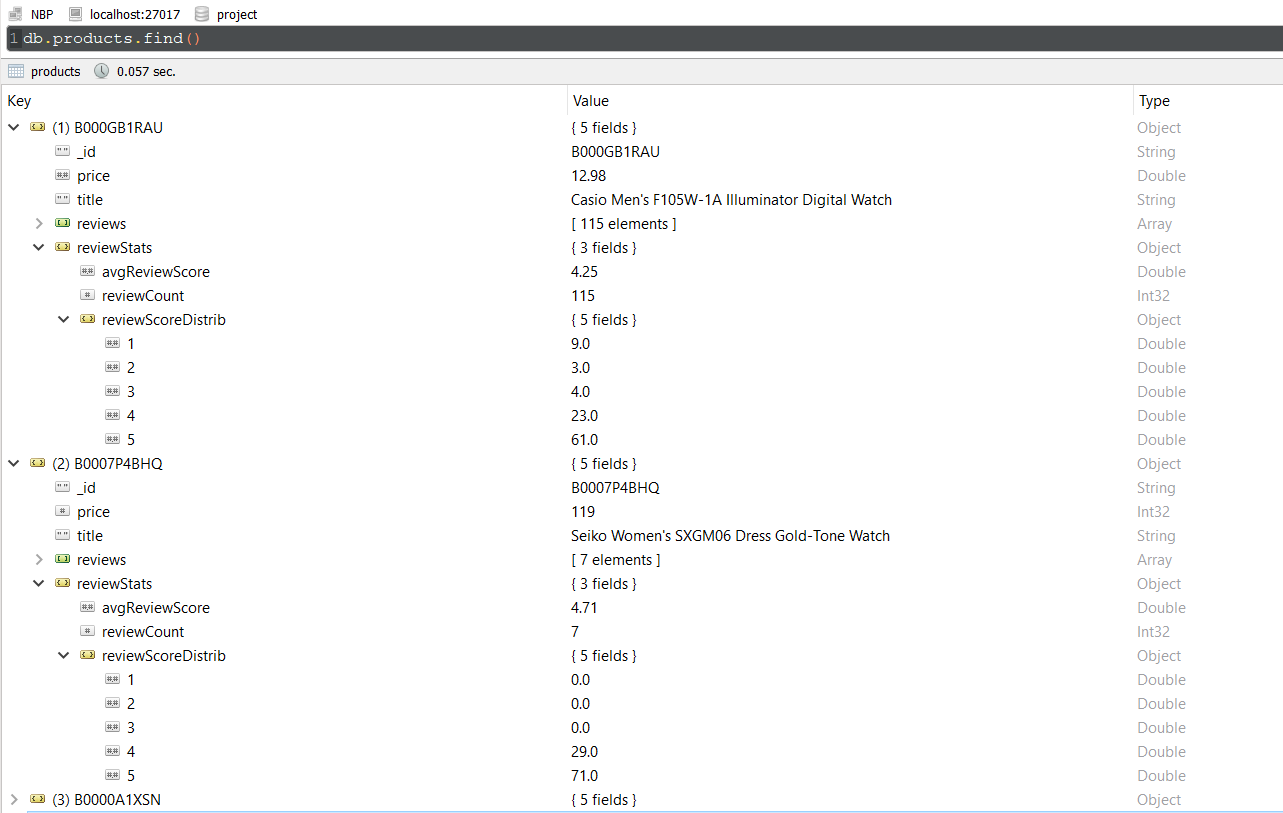 NBP localhost:27017 project
1 db.products.find()
products 0.057 sec.
Key Value Type
(1) B000GB1RAU { 5 fields } Object
_id B000GB1RAU String
price 12.98 Double
title Casio Men's F105W-1A Illuminator Digital Watch String
reviews [ 115 elements ] Array
reviewStats { 3 fields } Object
avgReviewScore 4.25 Double
reviewCount 115 Int32
reviewScoreDistrib { 5 fields } Object
1 9.0 Double
2 3.0 Double
3 4.0 Double
4 23.0 Double
5 61.0 Double
(2) B0007P4BHQ { 5 fields } Object
_id B0007P4BHQ String
price 119 Int32
title Seiko Women's SXGM06 Dress Gold-Tone Watch String
reviews [ 7 elements ] Array
reviewStats { 3 fields } Object
avgReviewScore 4.71 Double
reviewCount 7 Int32
reviewScoreDistrib { 5 fields } Object
1 0.0 Double
2 0.0 Double
3 0.0 Double
4 29.0 Double
5 71.0 Double
(3) B0000A1XSN { 5 fields } Object